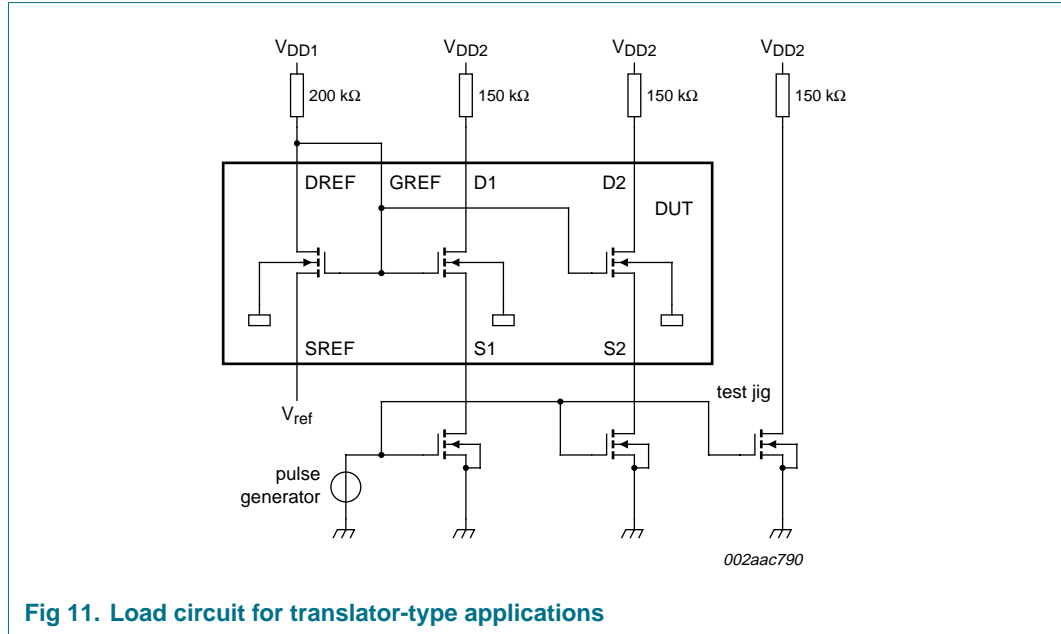 VDD1 VDD2 VDD2 VDD2
200 kΩ 150 kΩ 150 kΩ 150 kΩ
DREF GREF D1 D2
DUT
SREF S1 S2
test jig
Vref
pulse
generator
002aac790
Fig 11. Load circuit for translator-type applications